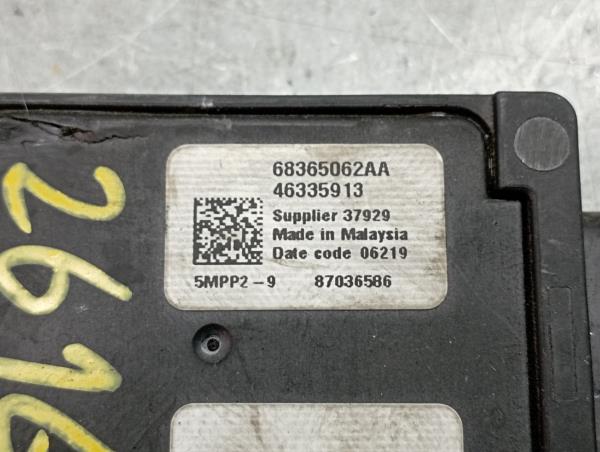 68365062AA
46335913
Supplier 37929
Made in Malaysia
Date code 06219
5MPP2-9 87036586